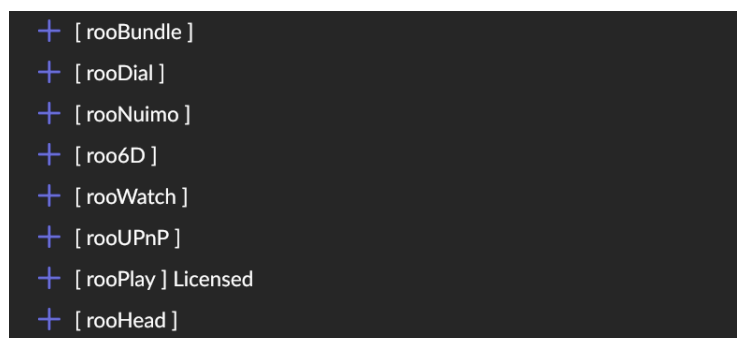 [ rooBundle ]
[ rooDial ]
[ rooNuimo ]
[ roo6D ]
[ rooWatch ]
[ rooUPnP ]
[ rooPlay ] Licensed
[ rooHead ]